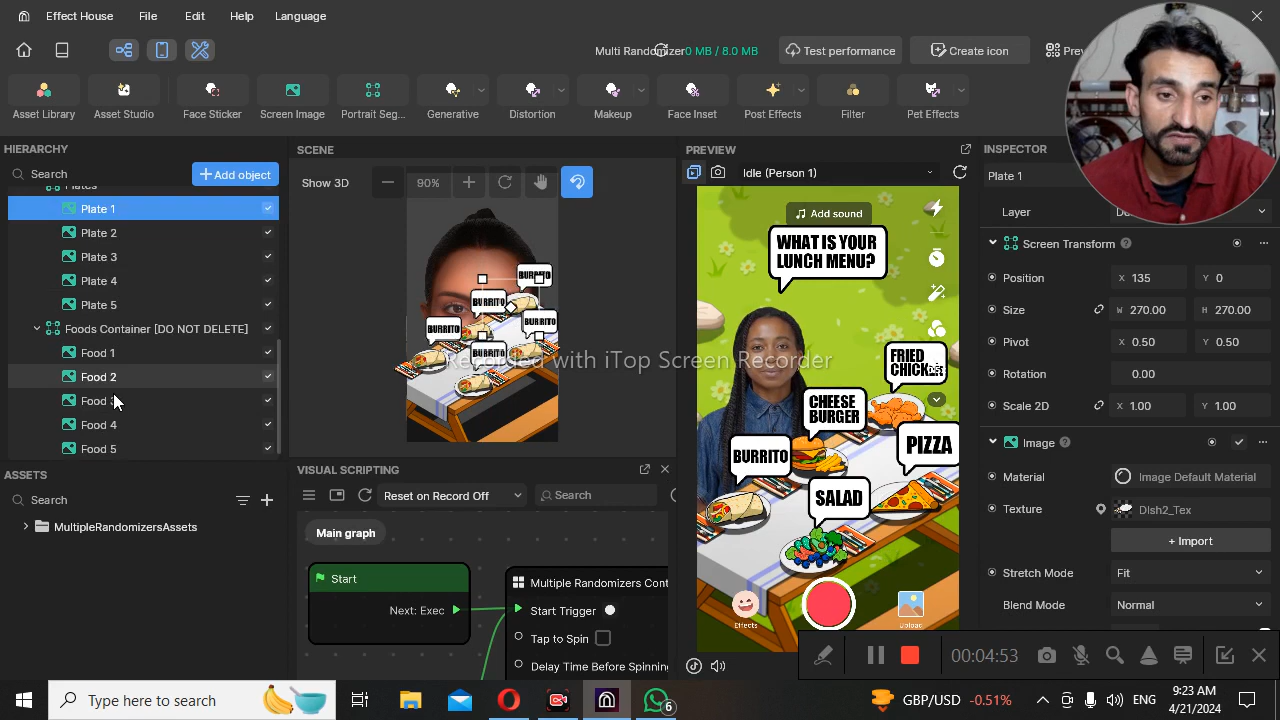 Effect House
File
Edit
Help
Language
Multi Randomizer
0 MB / 8.0 MB
Test performance
Create icon
Asset Library
Asset Studio
Face Sticker
Screen Image
Portrait Seg...
Generative
Distortion
Makeup
Face Inset
Post Effects
Filter
Pet Effects
HIERARCHY
Search
Add object
Plates
Plate 1
Plate 2
Plate 3
Plate 4
Plate 5
Foods Container [DO NOT DELETE]
Food 1
Food 2
Food 4
Food 5
ASSETS
Search
MultipleRandomizersAssets
SCENE
Show 3D
90%
BURRITO
BURRITO
BURRITO
BURRITO
BURRITO
Recorded with iTop Screen Recorder
VISUAL SCRIPTING
Reset on Record Off
Search
Main graph
Start
Next: Exec
Multiple Randomizers Cont
Start Trigger
Tap to Spin
Delay Time Before Spinning
PREVIEW
Idle (Person 1)
Add sound
WHAT IS YOUR
LUNCH MENU?
FRIED
CHEESE
BURGER
BURRITO
PIZZA
SALAD
Effects
Upload
INSPECTOR
Plate 1
Layer
Screen Transform
Position
X 135
Y 0
Size
W 270.00
H 270.00
Pivot
X 0.50
Y 0.50
Rotation
0.00
Scale 2D
X 1.00
Y 1.00
Image
Material
Image Default Material
Texture
DIsh2_Tex
+ Import
Stretch Mode
Fit
Blend Mode
Normal
00:04:53
Type here to search
6
GBP/USD
-0.51%
9:23 AM
4/21/2024